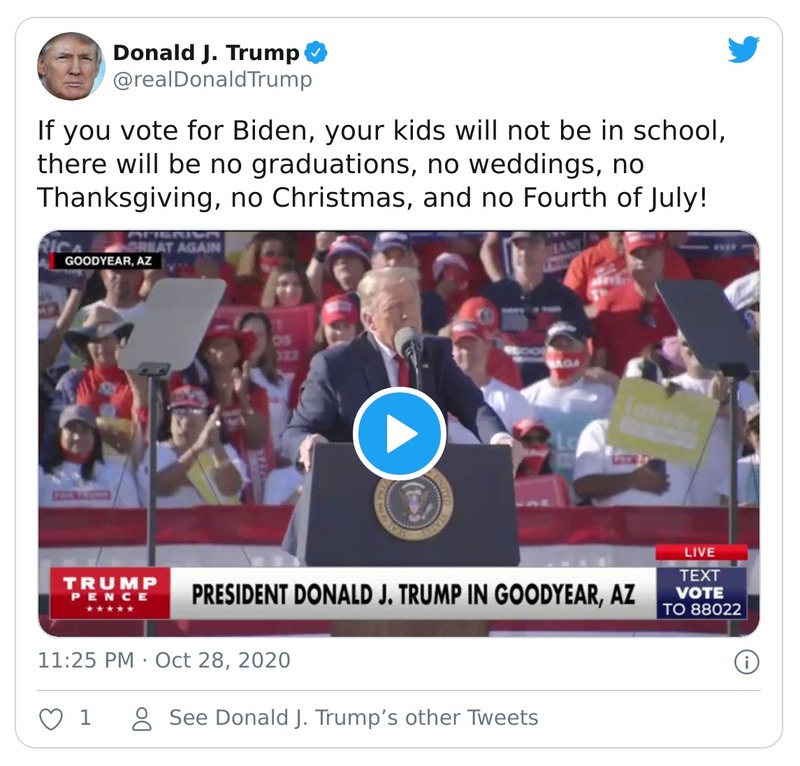 Donald J. Trump
@realDonaldTrump
If you vote for Biden, your kids will not be in school,
there will be no graduations, no weddings, no
Thanksgiving, no Christmas, and no Fourth of July!
AMERICA
GREAT AGAIN
GOODYEAR, AZ
MAGA
FOR TRUMP
LIVE
TRUMP
PENCE
PRESIDENT DONALD J. TRUMP IN GOODYEAR, AZ
TEXT
VOTE
TO 88022
11:25 PM · Oct 28, 2020
1
See Donald J. Trump’s other Tweets